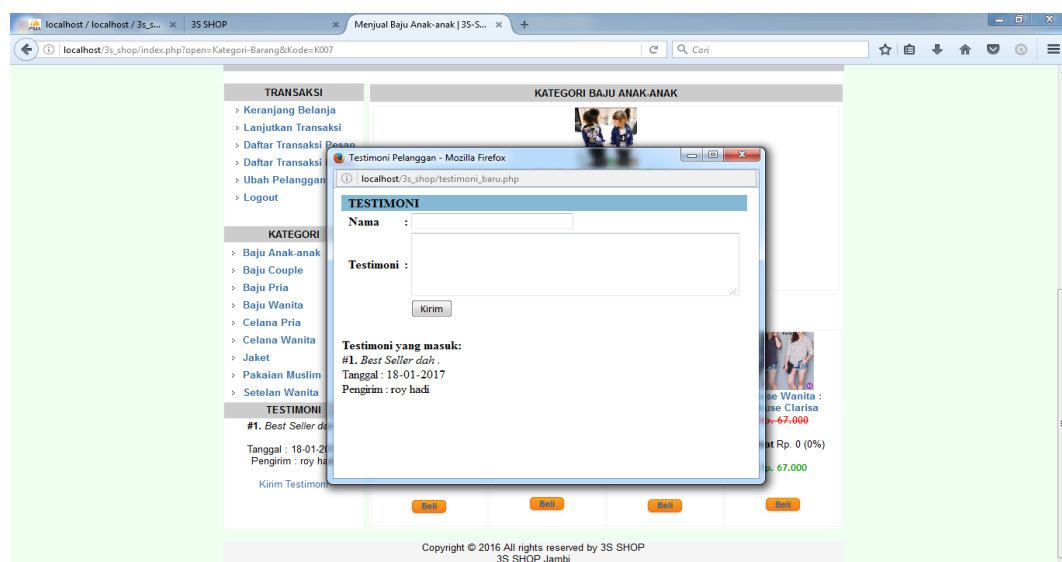 localhost / localhost / 3s_s...
3S SHOP
Menjual Baju Anak-anak | 3S-S...
localhost/3s_shop/index.php?open=Kategori-Barang&Kode=K007
Cari
TRANSAKSI
Keranjang Belanja
Lanjutkan Transaksi
Daftar Transaksi Pesan
Daftar Transaksi
Ubah Pelanggan
Logout
KATEGORI
Baju Anak-anak
Baju Couple
Baju Pria
Baju Wanita
Celana Pria
Celana Wanita
Jaket
Pakaian Muslim
Setelan Wanita
TESTIMONI
#1. Best Seller da
Tanggal : 18-01-20
Pengirim : roy ha
Kirim Testimoni
KATEGORI BAJU ANAK-ANAK
Testimoni Pelanggan - Mozilla Firefox
localhost/3s_shop/testimoni_baru.php
TESTIMONI
Nama :
Testimoni :
Kirim
Testimoni yang masuk:
#1. Best Seller dah .
Tanggal : 18-01-2017
Pengirim : roy hadi
se Wanita :
use Clarisa
p. 67.000
at Rp. 0 (0%)
p. 67.000
Beli
Beli
Beli
Beli
Copyright © 2016 All rights reserved by 3S SHOP
3S SHOP Jambi